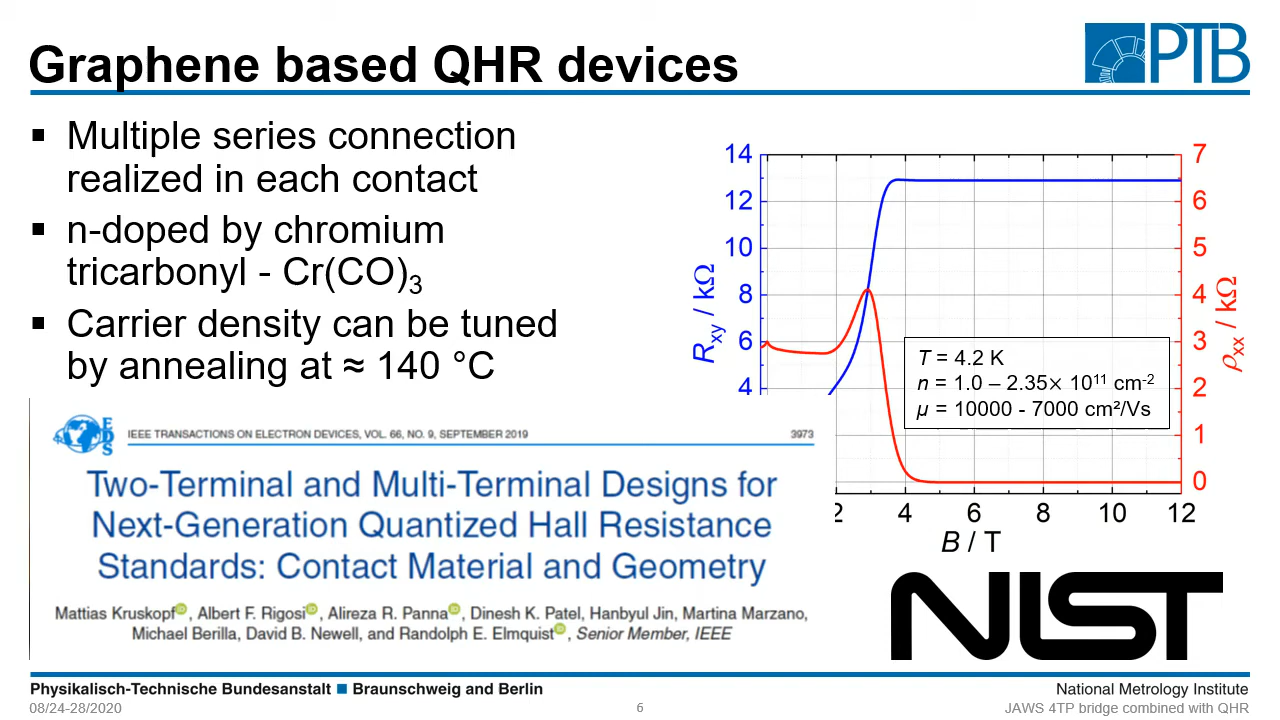 Graphene based QHR devices
PTB
▪ Multiple series connection
realized in each contact
▪ n-doped by chromium
tricarbonyl - Cr(CO)₃
▪ Carrier density can be tuned
by annealing at ≈ 140 °C
14
12
10
8
6
4
Rxy / kΩ
7
6
5
4
3
2
1
0
ρxx / kΩ
T = 4.2 K
n = 1.0 – 2.35× 10¹¹ cm⁻²
µ = 10000 - 7000 cm²/Vs
2 4 6 8 10 12
B / T
EDS
IEEE TRANSACTIONS ON ELECTRON DEVICES, VOL. 66, NO. 9, SEPTEMBER 2019 3973
Two-Terminal and Multi-Terminal Designs for
Next-Generation Quantized Hall Resistance
Standards: Contact Material and Geometry
Mattias Kruskopf, Albert F. Rigosi, Alireza R. Panna, Dinesh K. Patel, Hanbyul Jin, Martina Marzano,
Michael Berilla, David B. Newell, and Randolph E. Elmquist, Senior Member, IEEE
NIST
Physikalisch-Technische Bundesanstalt ■ Braunschweig and Berlin
National Metrology Institute
08/24-28/2020
6
JAWS 4TP bridge combined with QHR